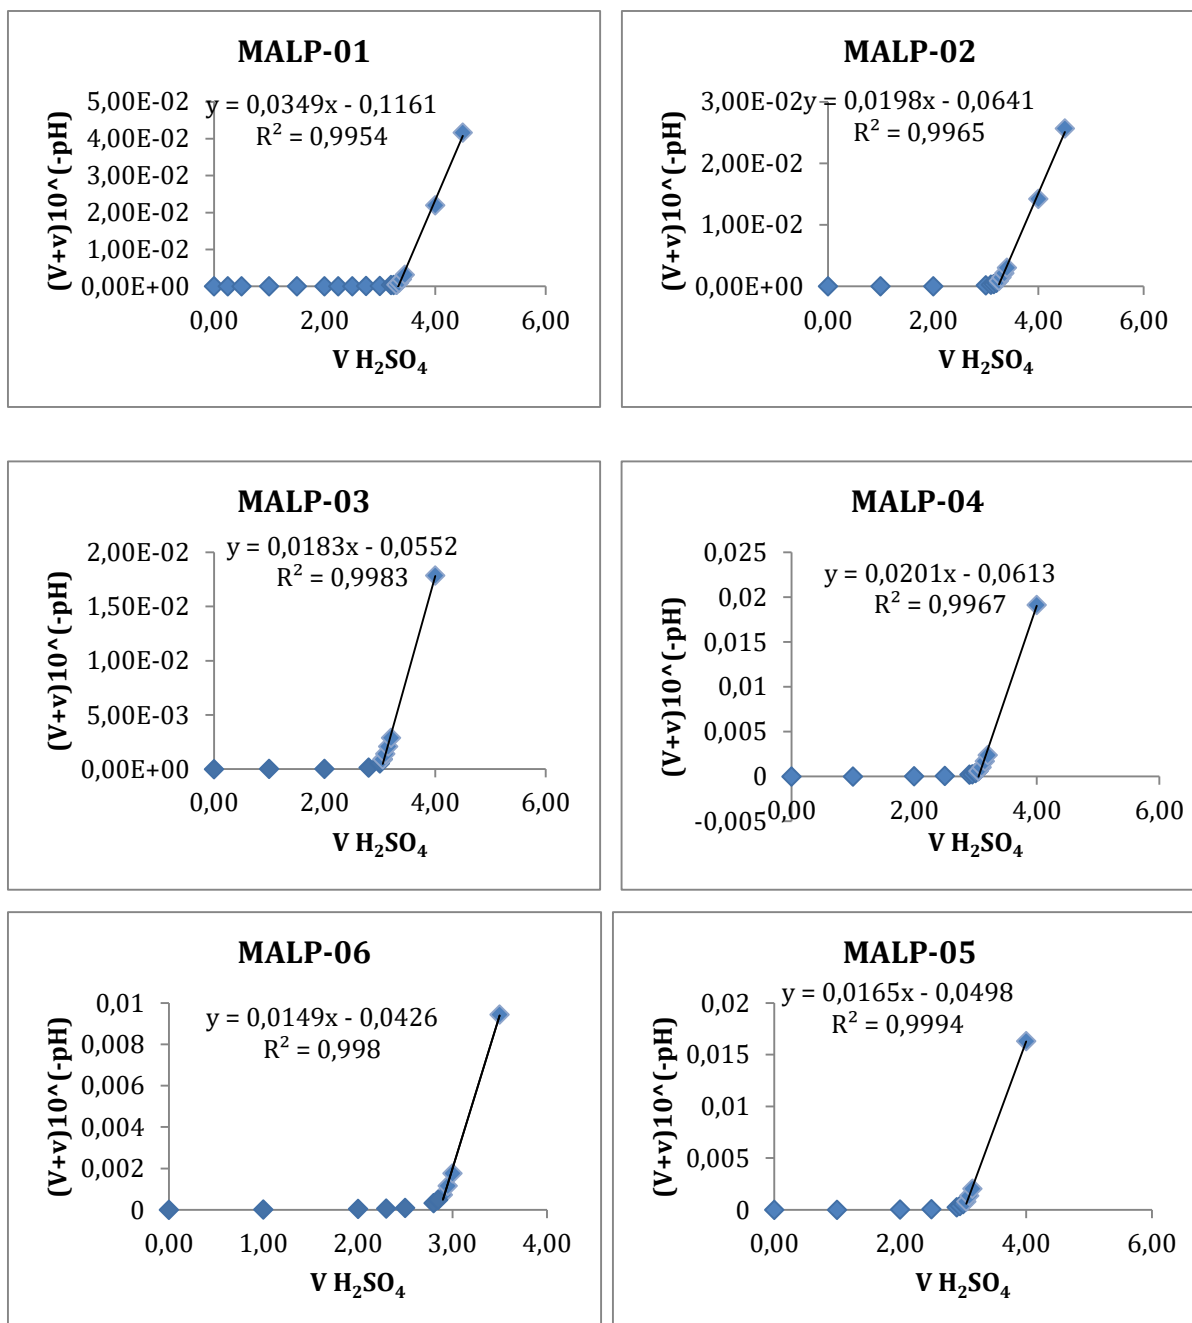 MALP-01
y = 0,0349x - 0,1161
R² = 0,9954
5,00E-02
4,00E-02
3,00E-02
2,00E-02
1,00E-02
0,00E+00
(V+v)10^(-pH)
0,00 2,00 4,00 6,00
V H₂SO₄
MALP-02
y = 0,0198x - 0,0641
R² = 0,9965
3,00E-02
2,00E-02
1,00E-02
0,00E+00
(V+v)10^(-pH)
0,00 2,00 4,00 6,00
V H₂SO₄
MALP-03
y = 0,0183x - 0,0552
R² = 0,9983
2,00E-02
1,50E-02
1,00E-02
5,00E-03
0,00E+00
(V+v)10^(-pH)
0,00 2,00 4,00 6,00
V H₂SO₄
MALP-04
y = 0,0201x - 0,0613
R² = 0,9967
0,025
0,02
0,015
0,01
0,005
0
-0,005
(V+v)10^(-pH)
0,00 2,00 4,00 6,00
V H₂SO₄
MALP-06
y = 0,0149x - 0,0426
R² = 0,998
0,01
0,008
0,006
0,004
0,002
0
(V+v)10^(-pH)
0,00 1,00 2,00 3,00 4,00
V H₂SO₄
MALP-05
y = 0,0165x - 0,0498
R² = 0,9994
0,02
0,015
0,01
0,005
0
(V+v)10^(-pH)
0,00 2,00 4,00 6,00
V H₂SO₄